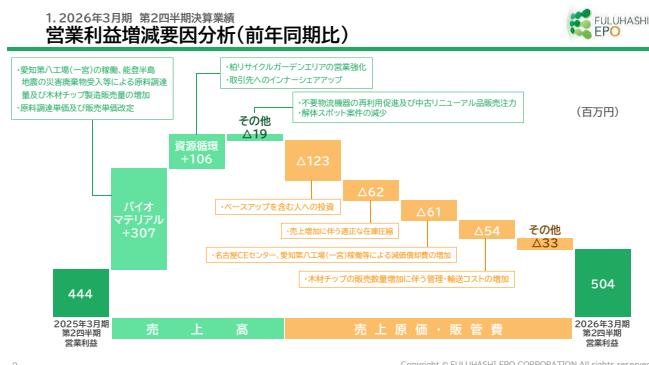 1. 2026年3月期 第2四半期決算業績
営業利益増減要因分析（前年同期比）
FULUHASHI
EPO
・愛知第八工場(一宮)の稼働、能登半島
地震の災害廃棄物受入等による原料調達
量及び木材チップ製造販売量の増加
・原料調達単価及び販売単価改定
・柏リサイクルガーデンエリアの営業強化
・取引先へのインナーシェアアップ
・不要物流機器の再利用促進及び中古リニューアル品販売注力
・解体スポット案件の減少
（百万円）
その他
△19
資源循環
+106
バイオ
マテリアル
+307
△123
△62
△61
△54
その他
△33
・ベースアップを含む人への投資
・売上増加に伴う適正な在庫圧縮
・名古屋CEセンター、愛知第八工場(一宮)稼働等による減価償却費の増加
・木材チップの販売数量増加に伴う管理・輸送コストの増加
444
504
2025年3月期
第2四半期
営業利益
売上高
売上原価・販管費
2026年3月期
第2四半期
営業利益
Copyright © FULUHASHI EPO CORPORATION All rights reserved